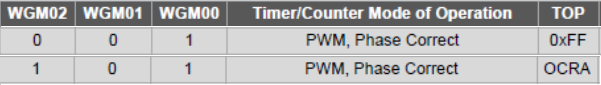 WGM02 WGM01 WGM00 Timer/Counter Mode of Operation TOP
0 0 1 PWM, Phase Correct 0xFF
1 0 1 PWM, Phase Correct OCRA